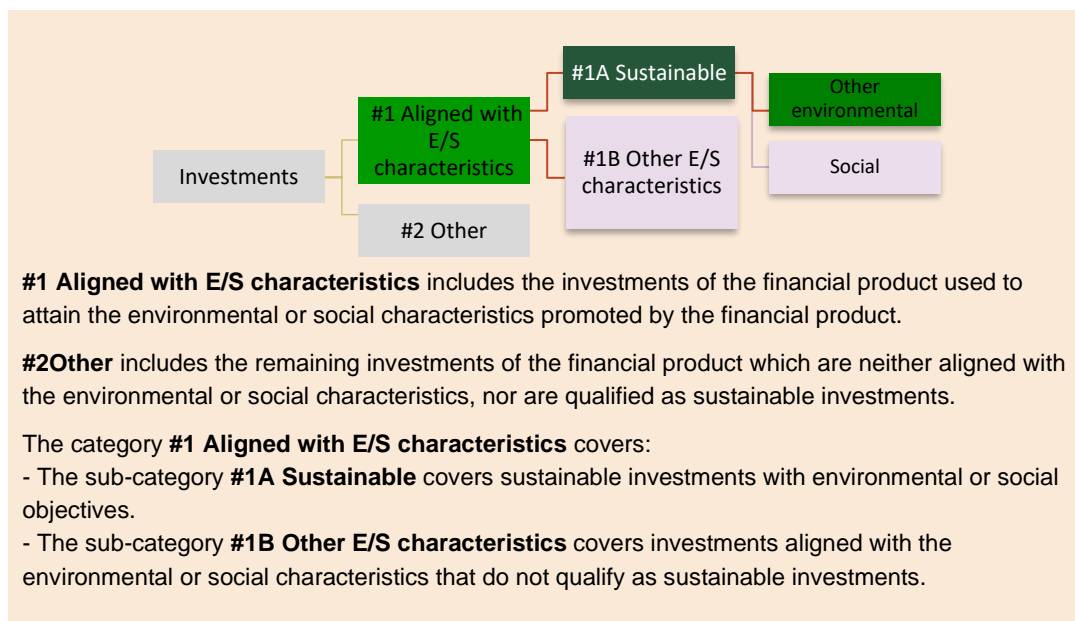 #1A Sustainable
Other
environmental
#1 Aligned with
E/S
characteristics
#1B Other E/S
characteristics
Social
Investments
#2 Other
#1 Aligned with E/S characteristics includes the investments of the financial product used to
attain the environmental or social characteristics promoted by the financial product.
#2Other includes the remaining investments of the financial product which are neither aligned with
the environmental or social characteristics, nor are qualified as sustainable investments.
The category #1 Aligned with E/S characteristics covers:
- The sub-category #1A Sustainable covers sustainable investments with environmental or social
objectives.
- The sub-category #1B Other E/S characteristics covers investments aligned with the
environmental or social characteristics that do not qualify as sustainable investments.